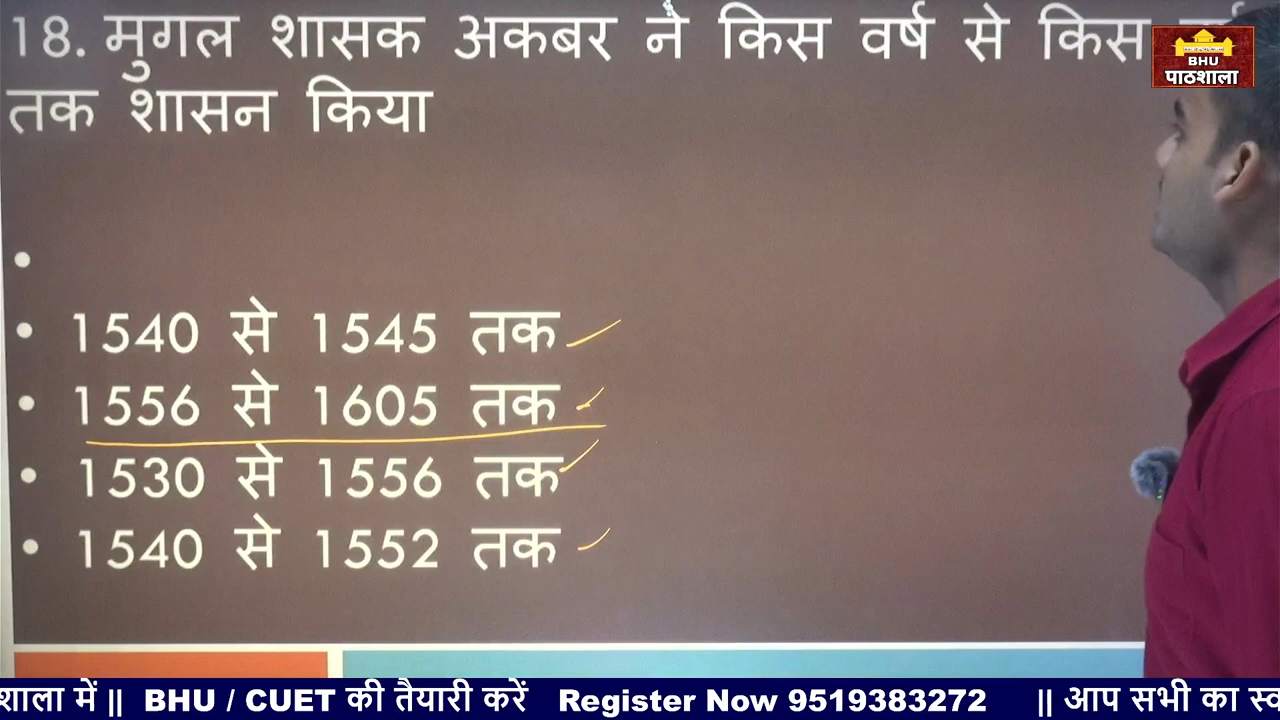 18. मुगल शासक अकबर ने किस वर्ष से किस
तक शासन किया
BHU
पाठशाला
• 1540 से 1545 तक
• 1556 से 1605 तक
• 1530 से 1556 तक
• 1540 से 1552 तक
शाला में || BHU / CUET की तैयारी करें Register Now 9519383272 || आप सभी का स्व